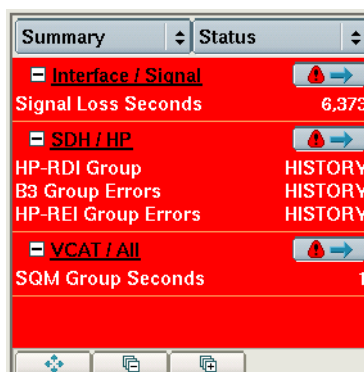 Summary Status
Interface / Signal
Signal Loss Seconds 6,373
SDH / HP
HP-RDI Group HISTORY
B3 Group Errors HISTORY
HP-REI Group Errors HISTORY
VCAT / All
SQM Group Seconds 1